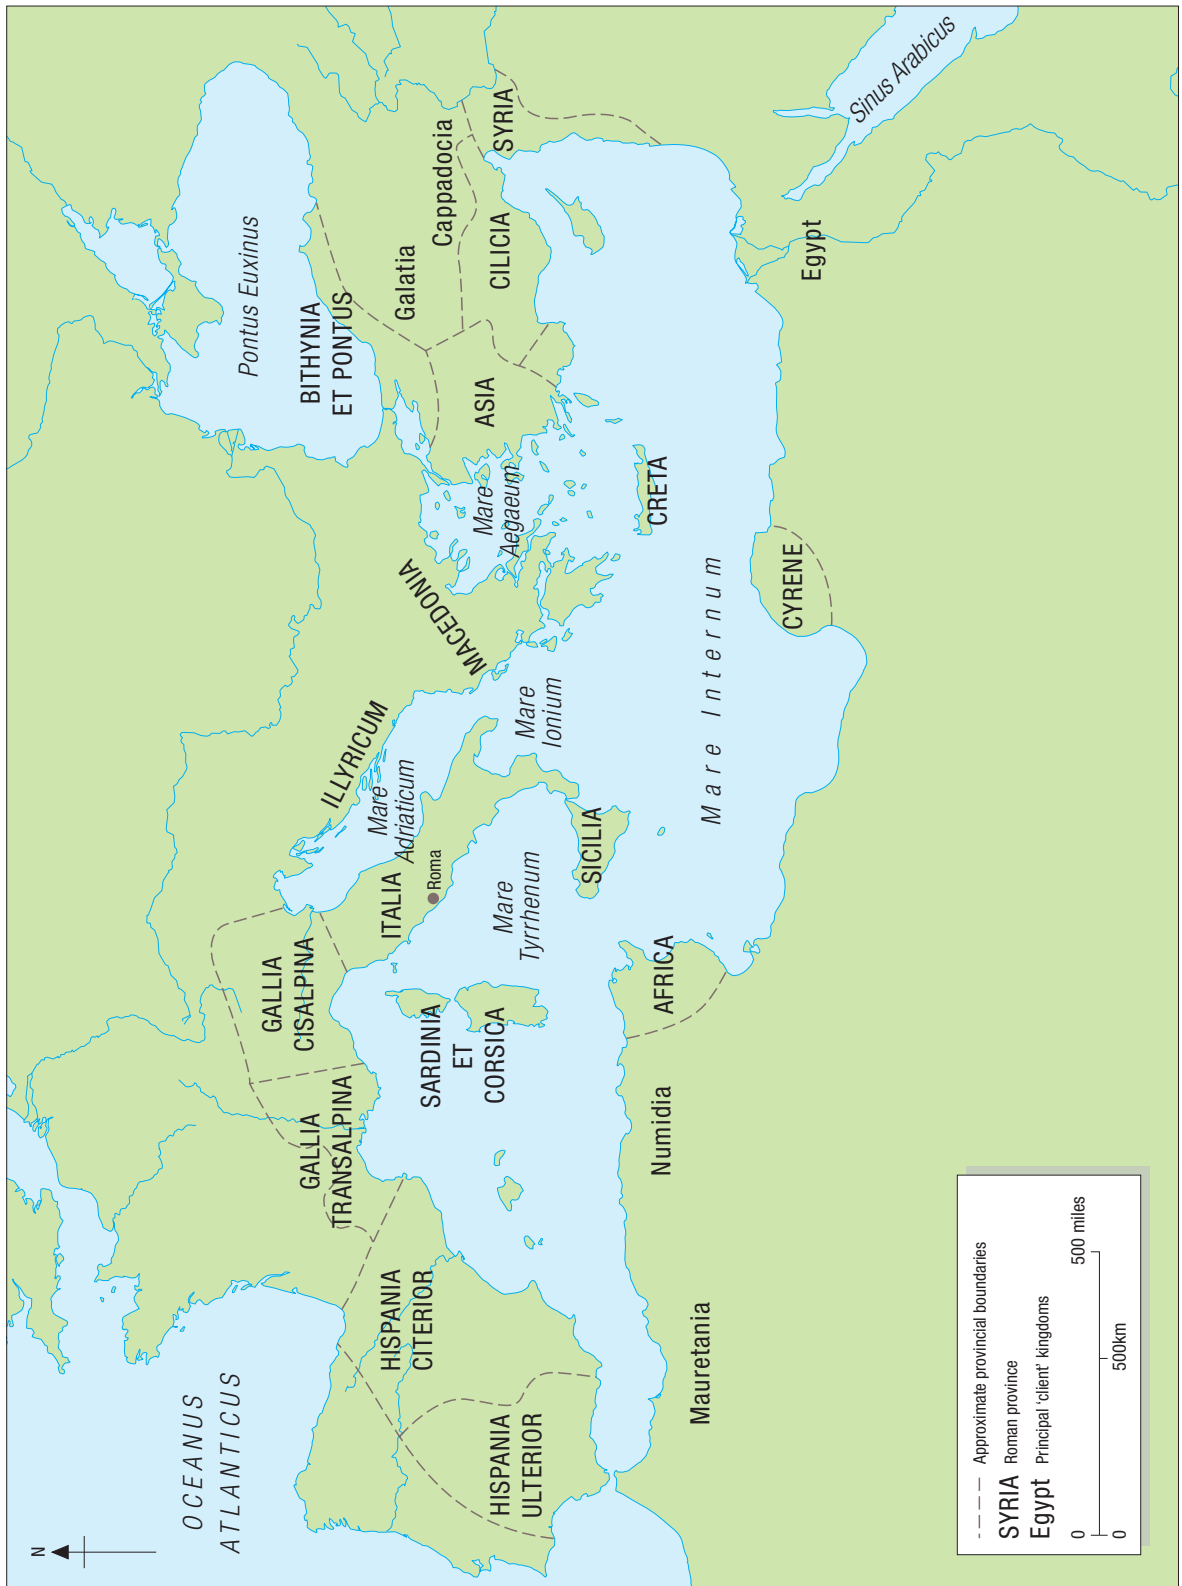 N
OCEANUS
ATLANTICUS
HISPANIA
ULTERIOR
HISPANIA
CITERIOR
GALLIA
TRANSALPINA
GALLIA
CISALPINA
ITALIA
Roma
SARDINIA
ET
CORSICA
Mare
Tyrrhenum
SICILIA
Mare
Adriaticum
ILLYRICUM
MACEDONIA
Mare
Ionium
Mare
Aegaeum
CRETA
Mare Internum
Pontus Euxinus
BITHYNIA
ET PONTUS
ASIA
Galatia
Cappadocia
CILICIA
SYRIA
Sinus Arabicus
Egypt
CYRENE
AFRICA
Numidia
Mauretania
Approximate provincial boundaries
SYRIA Roman province
Egypt Principal ‘client’ kingdoms
0 500 miles
0 500km